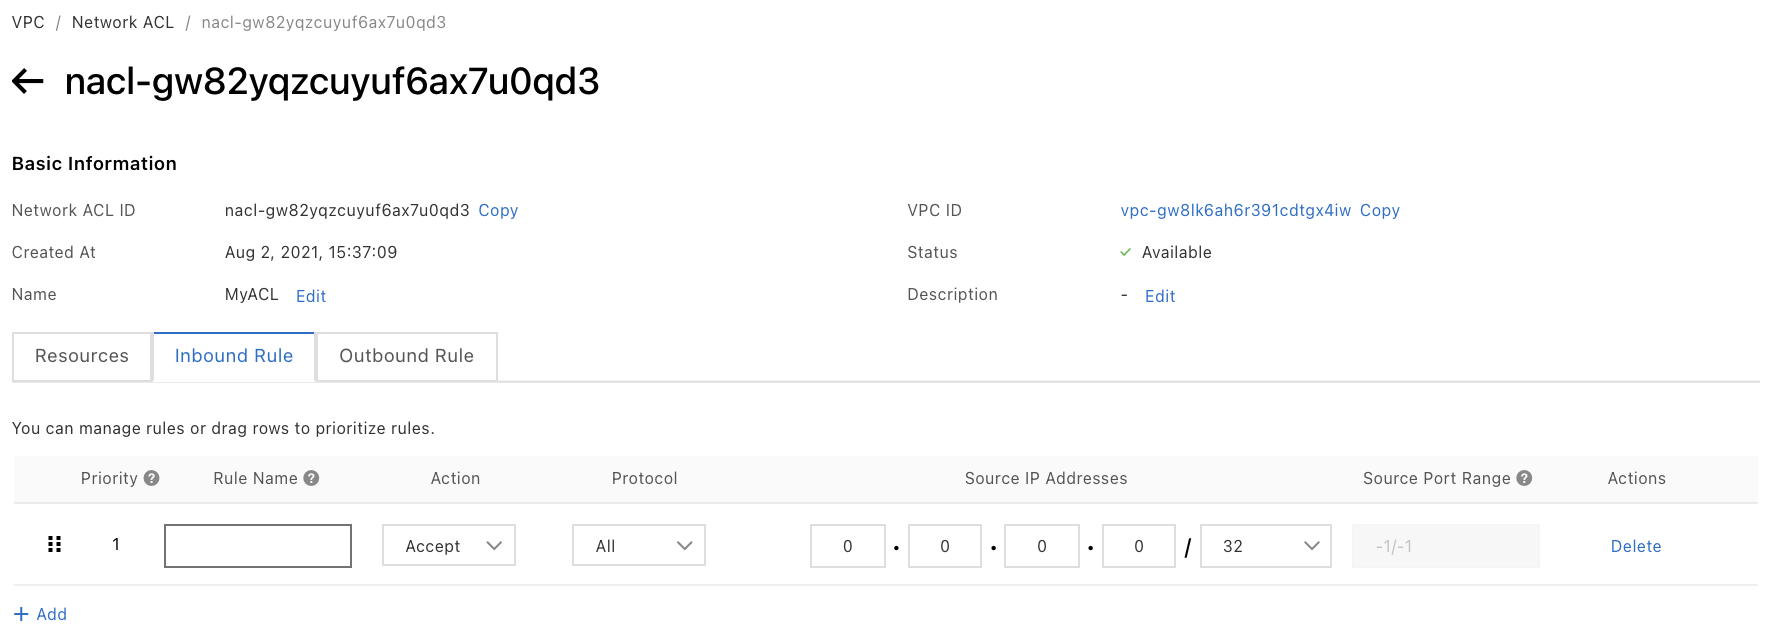 VPC / Network ACL / nacl-gw82yqzcuyuf6ax7u0qd3
nacl-gw82yqzcuyuf6ax7u0qd3
Basic Information
Network ACL ID nacl-gw82yqzcuyuf6ax7u0qd3 Copy VPC ID vpc-gw8lk6ah6r391cdtgx4iw Copy
Created At Aug 2, 2021, 15:37:09 Status Available
Name MyACL Edit Description - Edit
Resources Inbound Rule Outbound Rule
You can manage rules or drag rows to prioritize rules.
Priority ? Rule Name ? Action Protocol Source IP Addresses Source Port Range ? Actions
1 Accept All 0 . 0 . 0 . 0 / 32 -1/-1 Delete
+ Add